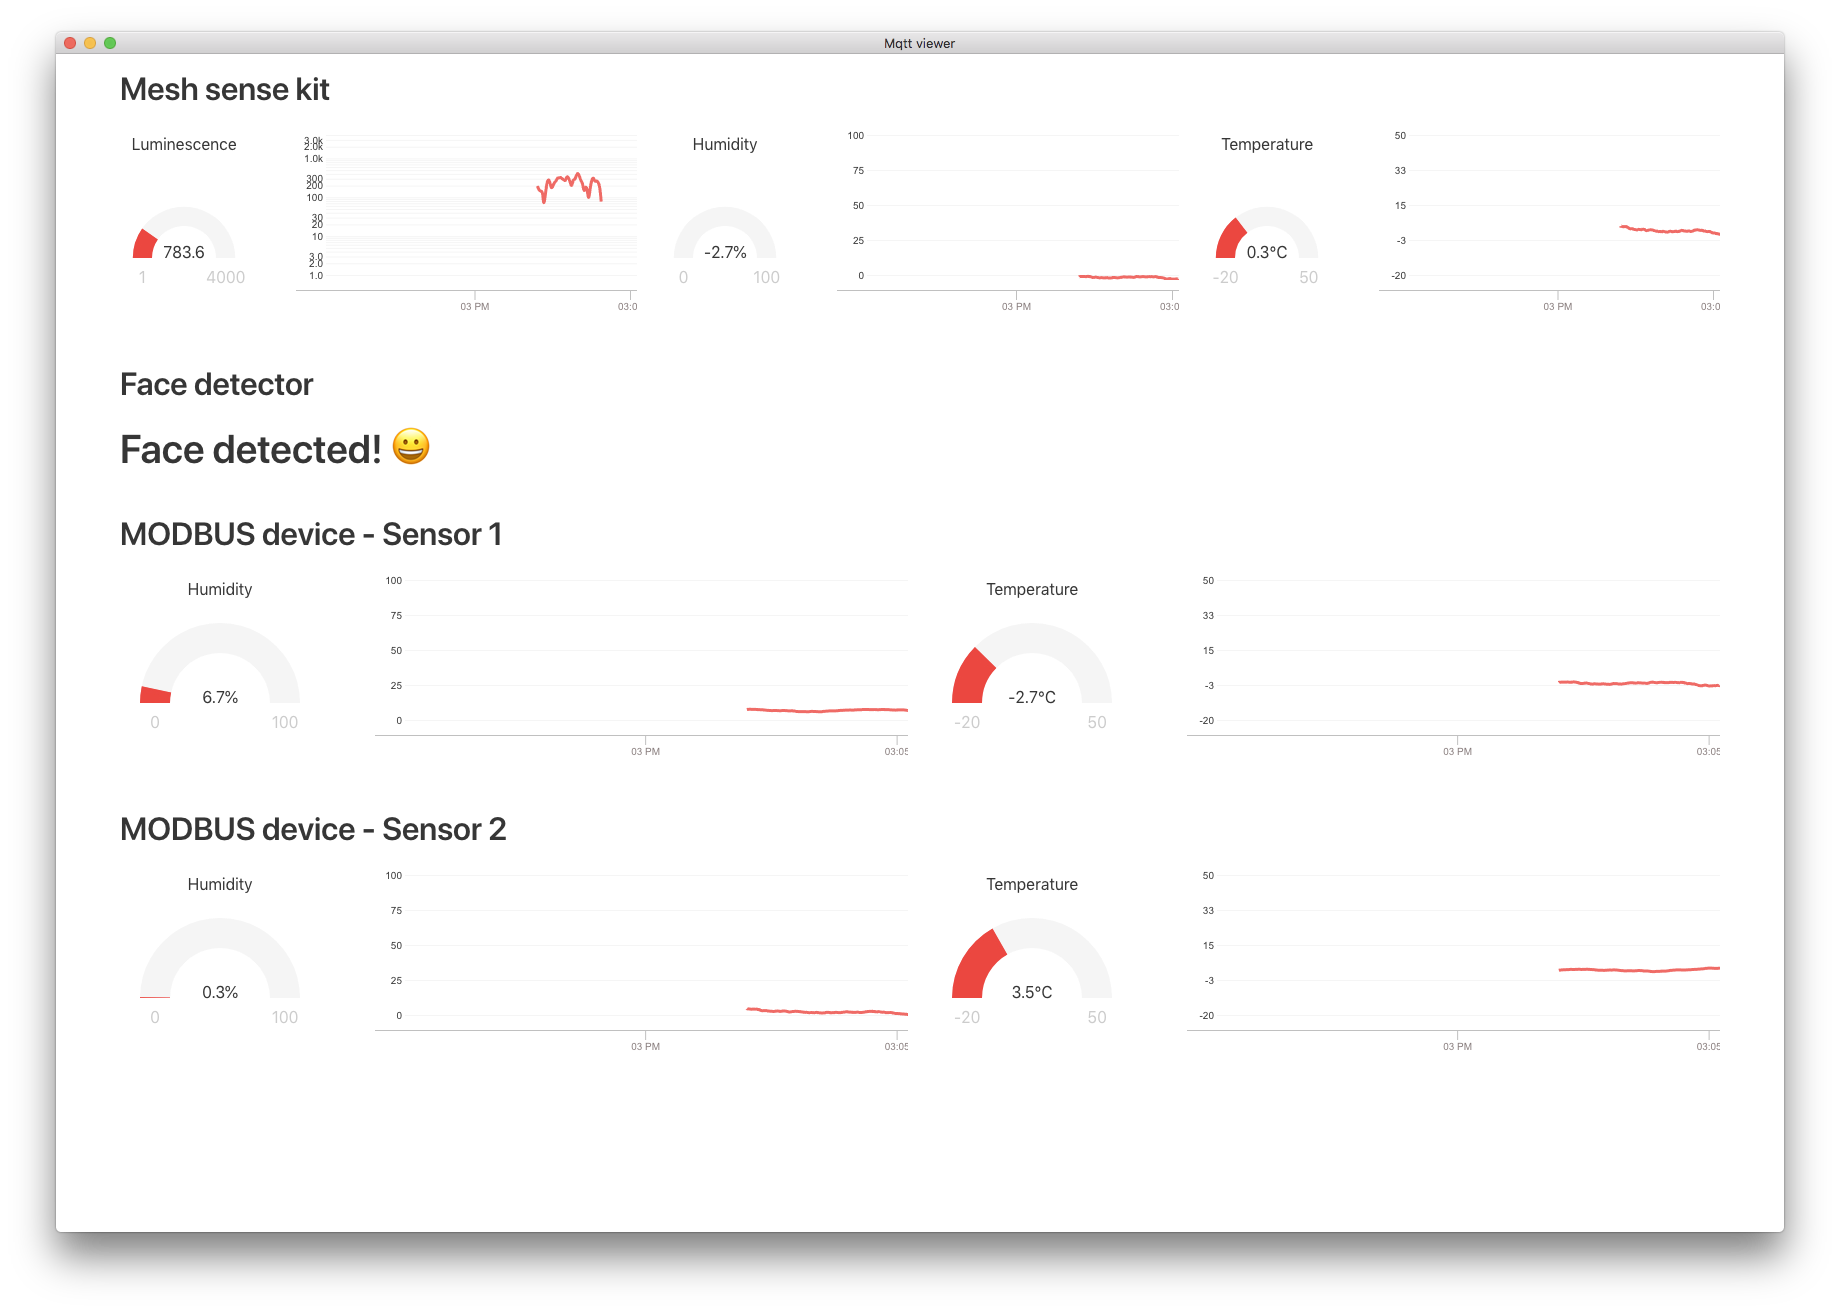 Mqtt viewer
Mesh sense kit
Luminescence
783.6
1 4000
3.0k
2.0k
1.0k
300
200
100
30
20
10
3.0
2.0
1.0
03 PM 03:0
Humidity
-2.7%
0 100
100
75
50
25
0
03 PM 03:0
Temperature
0.3°C
-20 50
50
33
15
-3
-20
03 PM 03:0
Face detector
Face detected! 😀
MODBUS device - Sensor 1
Humidity
6.7%
0 100
100
75
50
25
0
03 PM 03:05
Temperature
-2.7°C
-20 50
50
33
15
-3
-20
03 PM 03:05
MODBUS device - Sensor 2
Humidity
0.3%
0 100
100
75
50
25
0
03 PM 03:05
Temperature
3.5°C
-20 50
50
33
15
-3
-20
03 PM 03:05